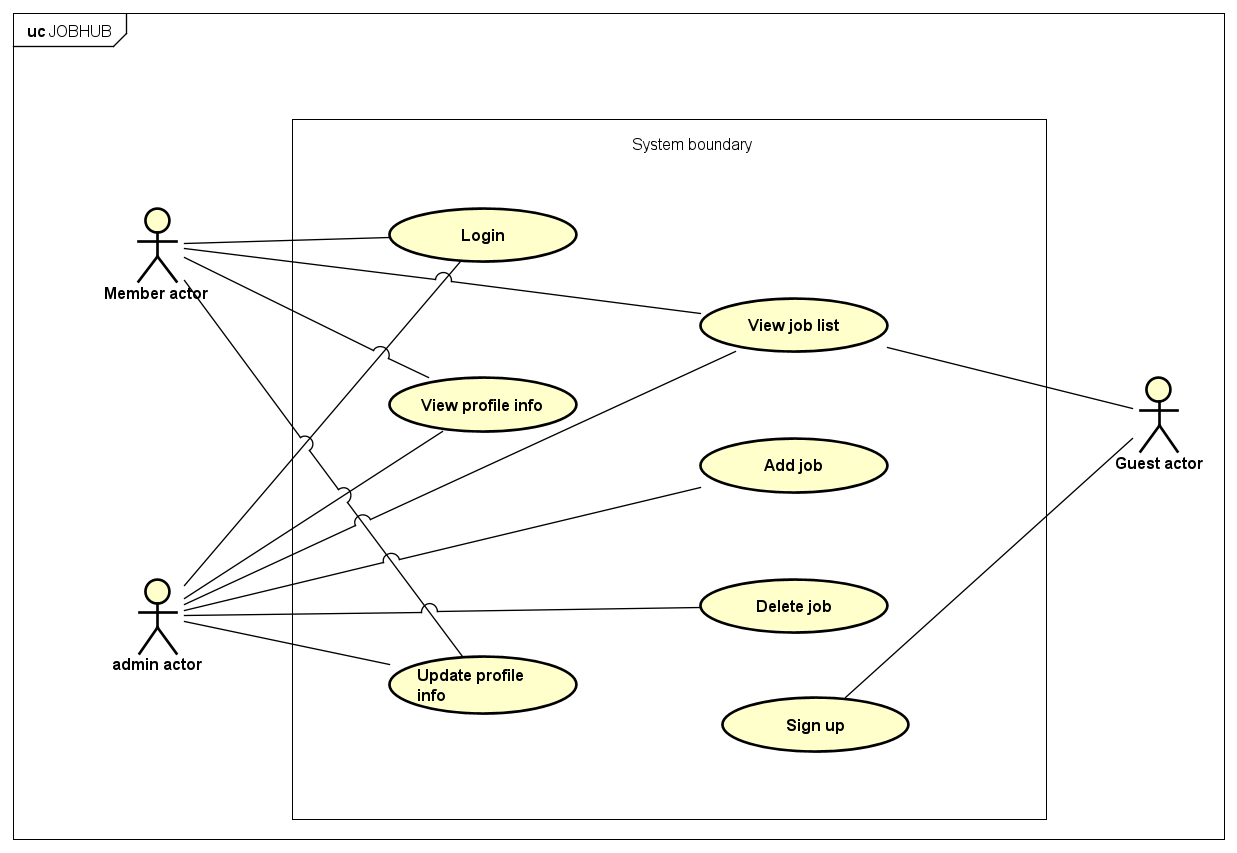 uc JOBHUB
System boundary
Login
Member actor
View job list
View profile info
Add job
Guest actor
Delete job
admin actor
Update profile
info
Sign up